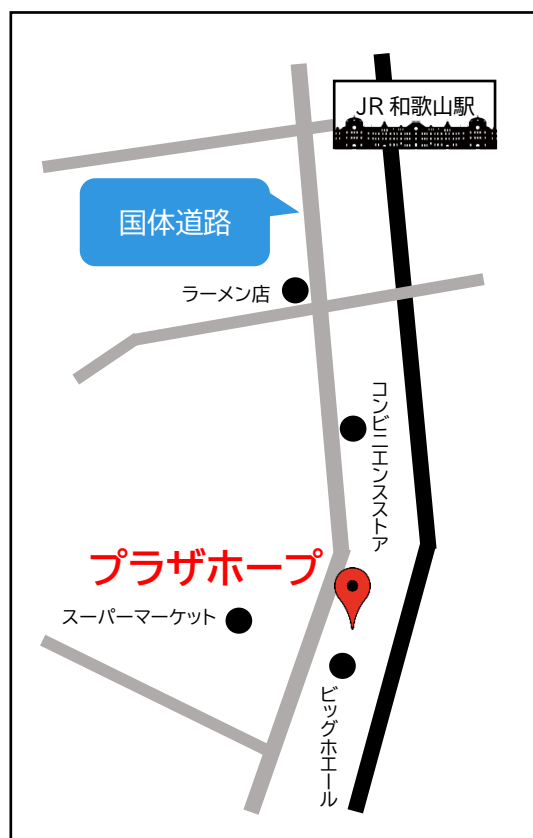 JR 和歌山駅
国体道路
ラーメン店
コンビニエンスストア
プラザホープ
スーパーマーケット
ビッグホエール